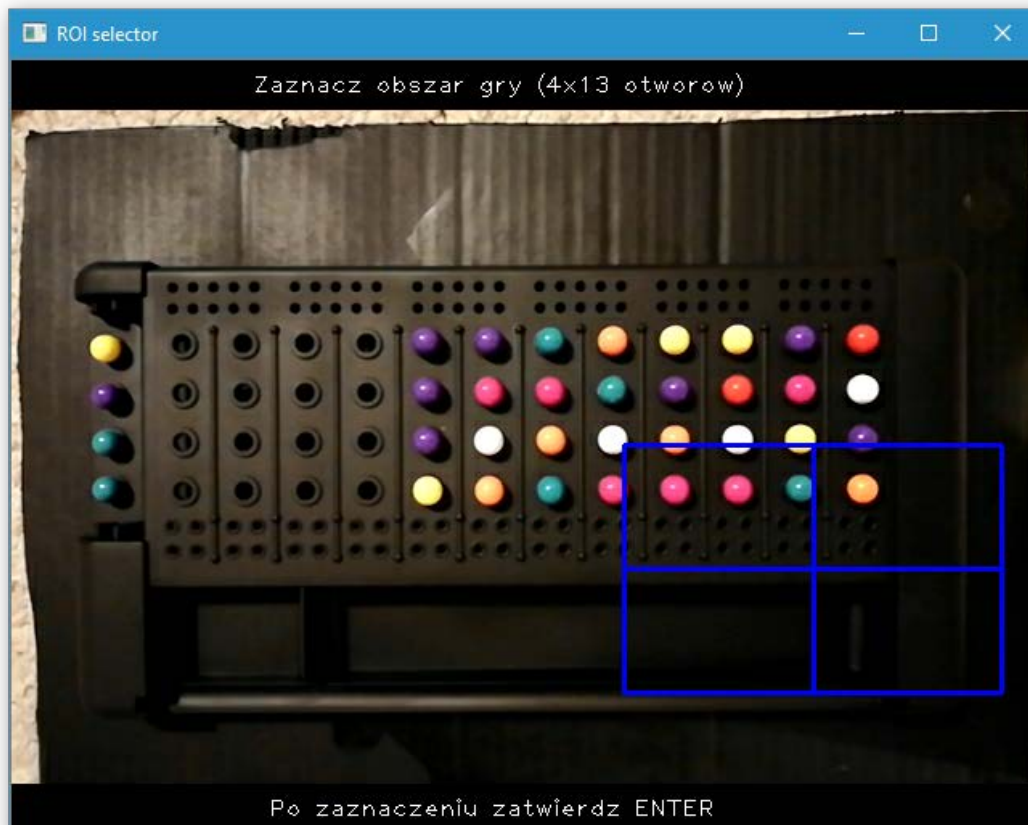 ROI selector
Zaznacz obszar gry (4x13 otworow)
Po zaznaczeniu zatwierdz ENTER